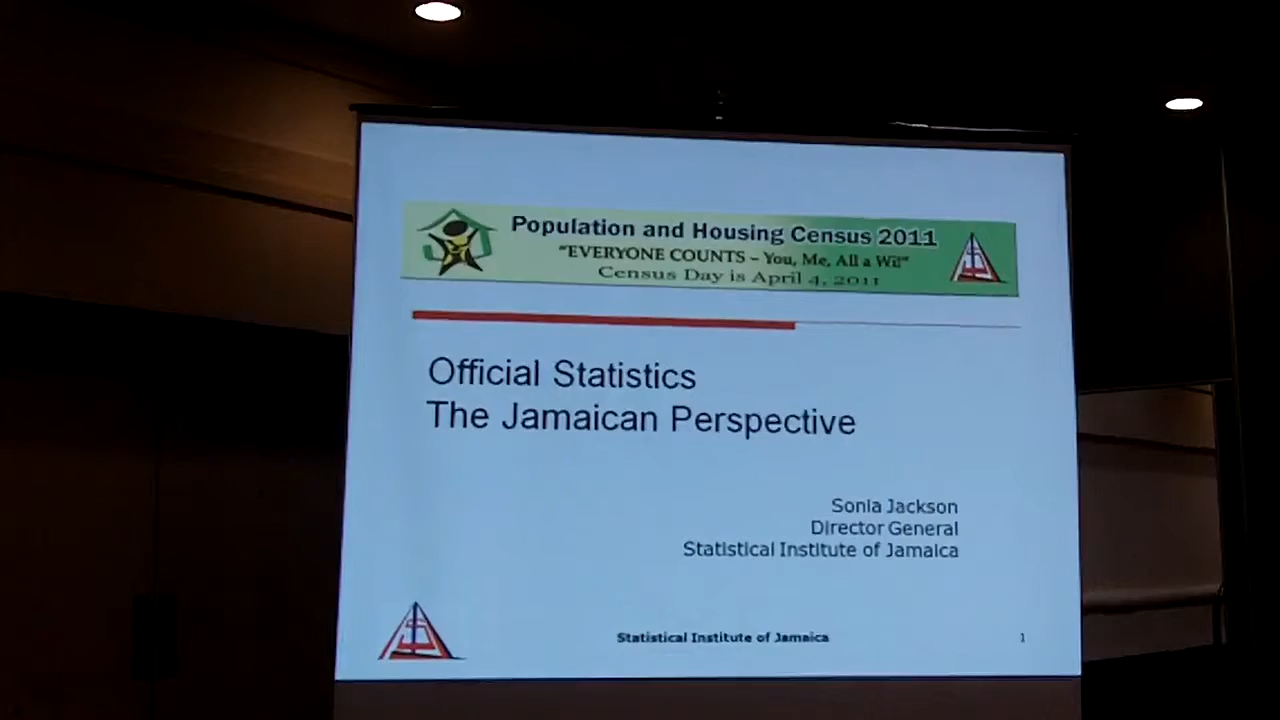 Population and Housing Census 2011
"EVERYONE COUNTS – You, Me, All a Wi!"
Census Day is April 4, 2011
Official Statistics
The Jamaican Perspective
Sonia Jackson
Director General
Statistical Institute of Jamaica
Statistical Institute of Jamaica 1